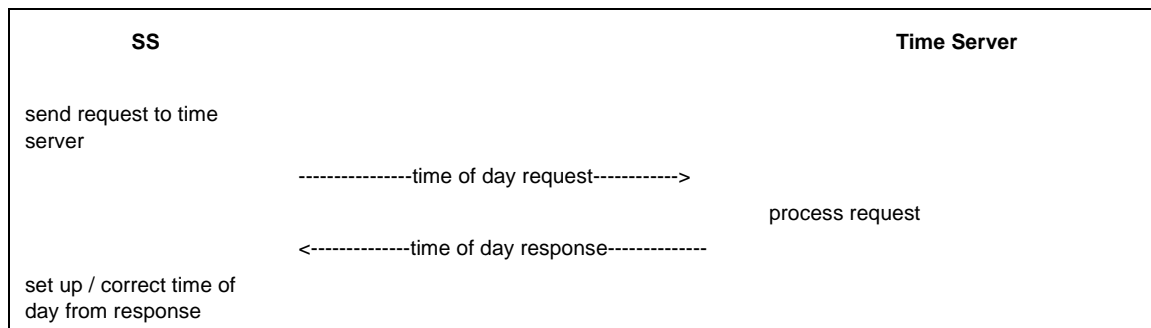 SS Time Server
send request to time
server
----------------time of day request------------>
process request
<--------------time of day response--------------
set up / correct time of
day from response